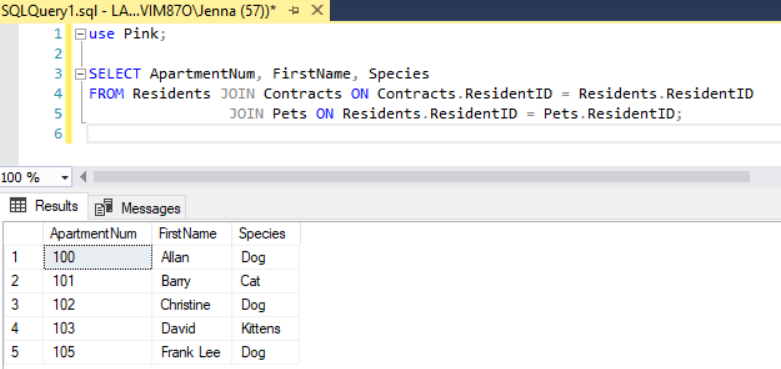 SQLQuery1.sql - LA...VIM87O\Jenna (57))*
1 use Pink;
2
3 SELECT ApartmentNum, FirstName, Species
4 FROM Residents JOIN Contracts ON Contracts.ResidentID = Residents.ResidentID
5 JOIN Pets ON Residents.ResidentID = Pets.ResidentID;
6
100 %
Results Messages
ApartmentNum FirstName Species
1 100 Allan Dog
2 101 Barry Cat
3 102 Christine Dog
4 103 David Kittens
5 105 Frank Lee Dog